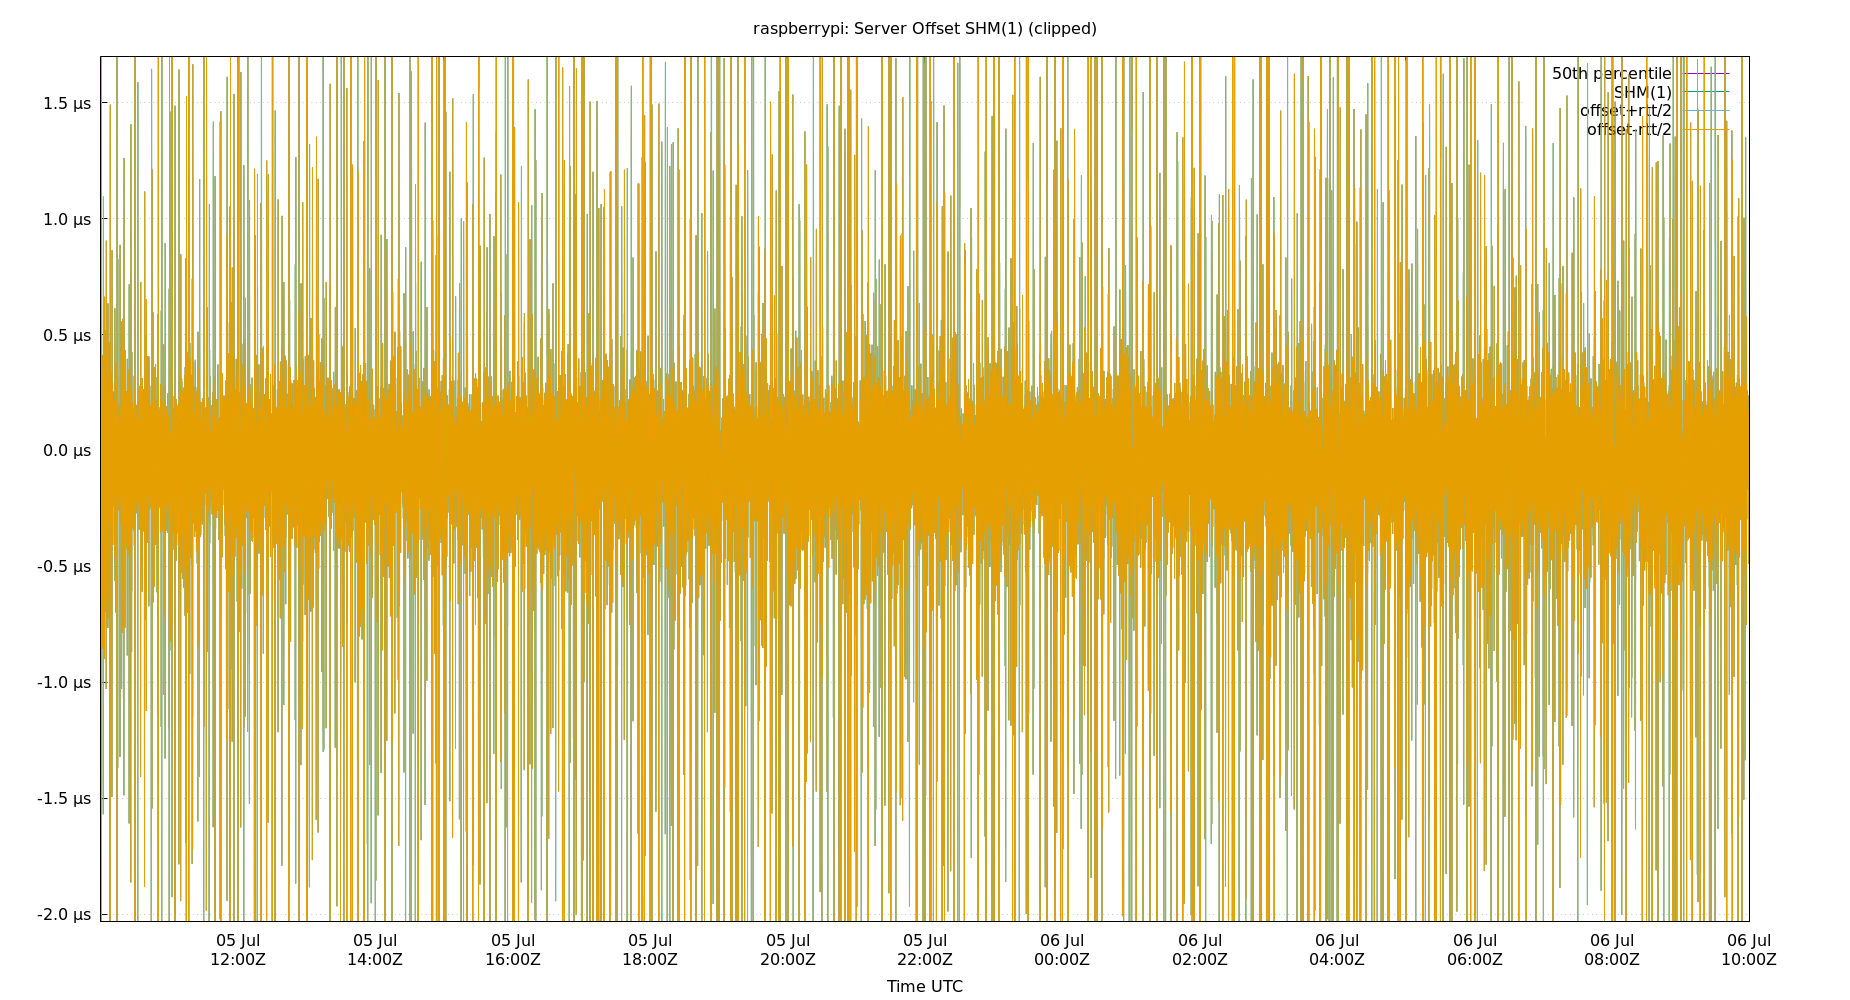 raspberrypi: Server Offset SHM(1) (clipped)
50th percentile
SHM(1)
offset+rtt/2
offset-rtt/2
1.5 µs
1.0 µs
0.5 µs
0.0 µs
-0.5 µs
-1.0 µs
-1.5 µs
-2.0 µs
05 Jul 05 Jul 05 Jul 05 Jul 05 Jul 05 Jul 06 Jul 06 Jul 06 Jul 06 Jul 06 Jul 06 Jul
12:00Z 14:00Z 16:00Z 18:00Z 20:00Z 22:00Z 00:00Z 02:00Z 04:00Z 06:00Z 08:00Z 10:00Z
Time UTC